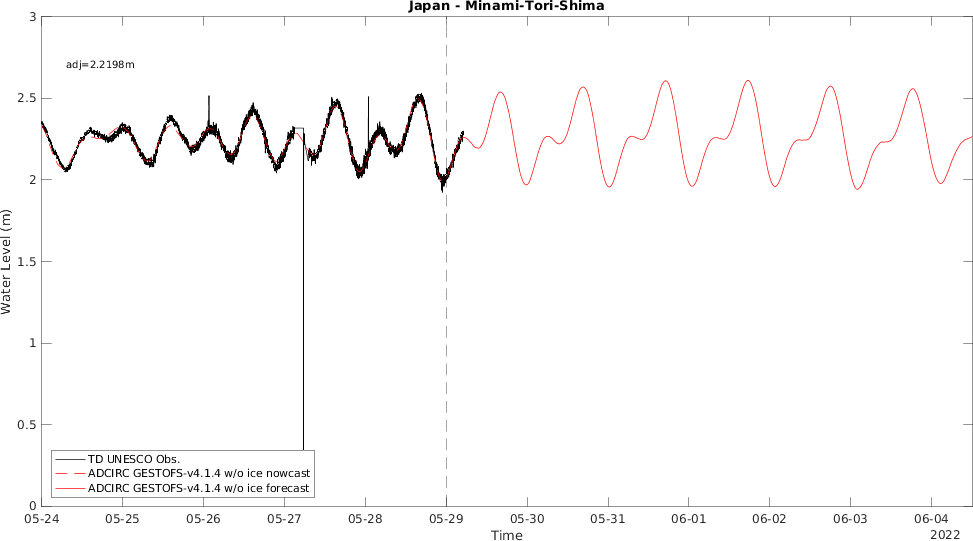 Japan - Minami-Tori-Shima
3
adj=2.2198m
2.5
2
1.5
1
0.5
0
Water Level (m)
TD UNESCO Obs.
ADCIRC GESTOFS-v4.1.4 w/o ice nowcast
ADCIRC GESTOFS-v4.1.4 w/o ice forecast
05-24 05-25 05-26 05-27 05-28 05-29 05-30 05-31 06-01 06-02 06-03 06-04
2022
Time